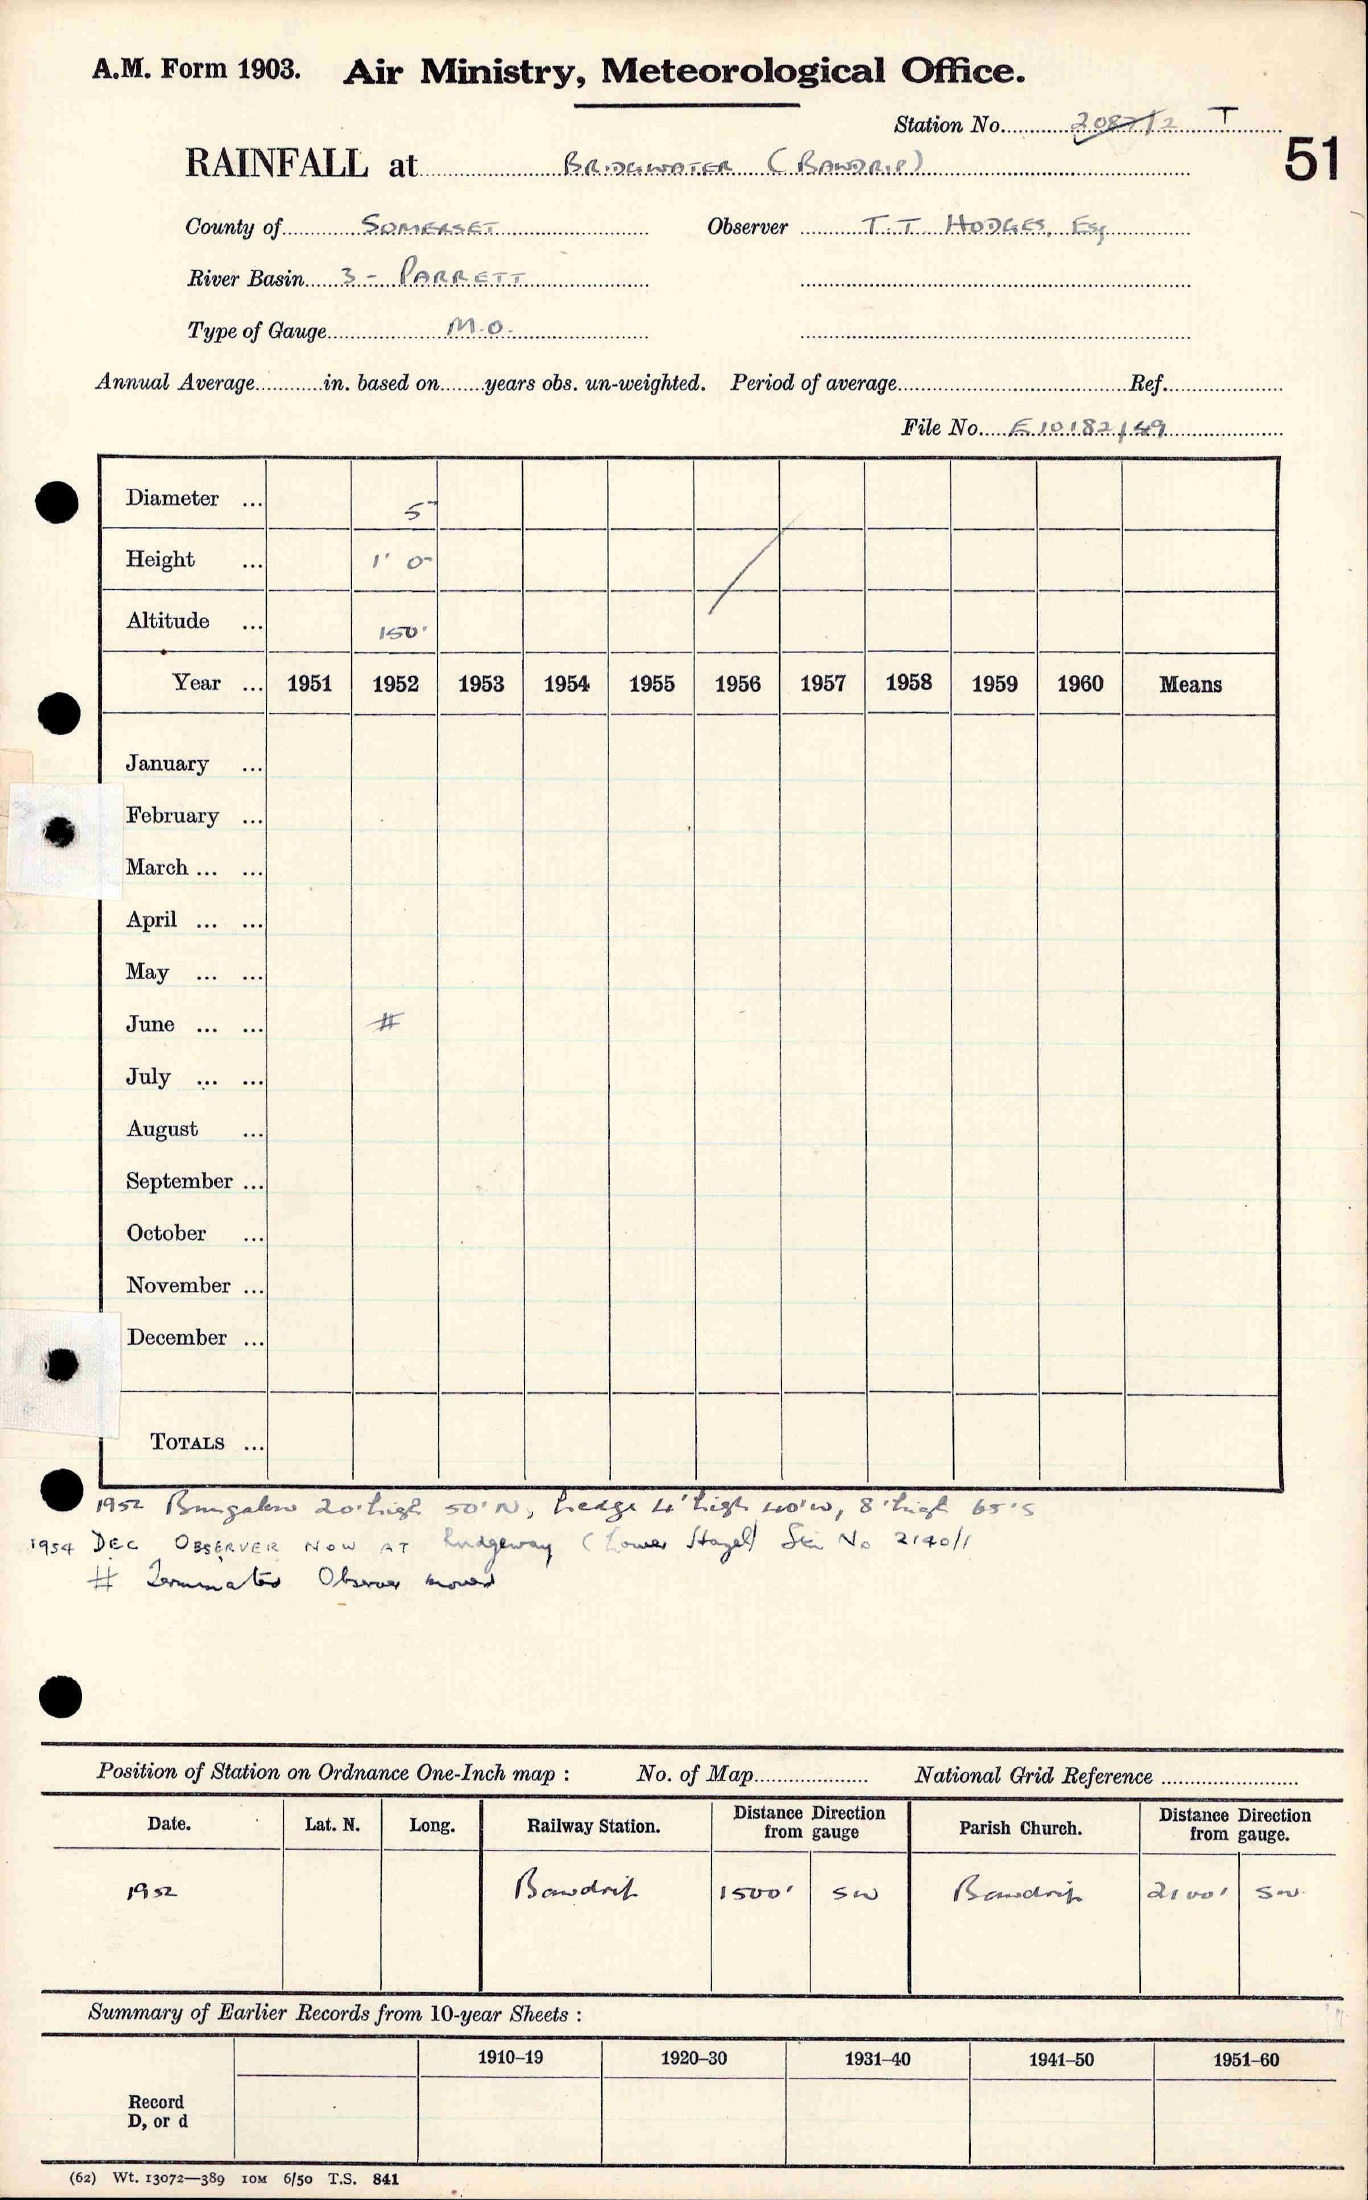 A.M. Form 1903. Air Ministry, Meteorological Office.
Station No. 2087/2 T
51
RAINFALL at BRIDGWATER (BAWDRIP)
County of SOMERSET Observer T. T. HODGES, Esq
River Basin 3 - PARRETT
Type of Gauge M.O.
Annual Average in. based on years obs. un-weighted. Period of average Ref.
File No. E10182/49
Diameter ... 5"
Height ... 1' 0"
Altitude ... 150'
Year ... 1951 1952 1953 1954 1955 1956 1957 1958 1959 1960 Means
January ...
February ...
March ... ...
April ... ...
May ... ...
June ... ... #
July ... ...
August ...
September ...
October ...
November ...
December ...
TOTALS ...
1952 Bungalow 20' high 50' N, hedge 4' high 40' W, 8' high 65' S
1954 DEC OBSERVER NOW AT Rudgeway (Lower Hazel) Stn No 2140/1
# Terminated Observer moved
Position of Station on Ordnance One-Inch map : No. of Map National Grid Reference
Date. Lat. N. Long. Railway Station. Distance Direction from gauge Parish Church. Distance Direction from gauge.
1952 Bawdrip 1500' SW Bawdrip 2100' SW
Summary of Earlier Records from 10-year Sheets :
1910–19 1920–30 1931–40 1941–50 1951–60
Record
D, or d
(62) Wt. 13072—389 10M 6/50 T.S. 841